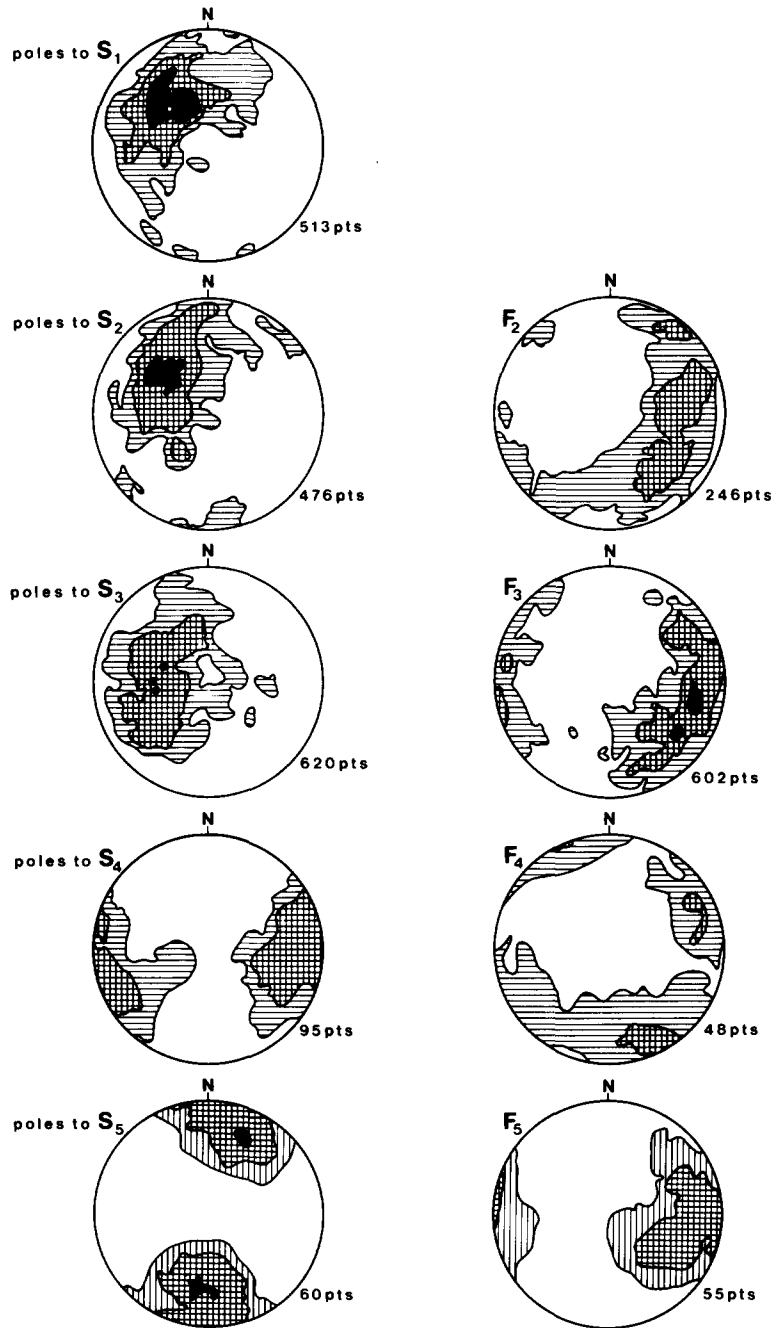 N
poles to S1
513pts
N
poles to S2
476pts
N
F2
246pts
N
poles to S3
620pts
N
F3
602pts
N
poles to S4
95pts
N
F4
48pts
N
poles to S5
60pts
N
F5
55pts